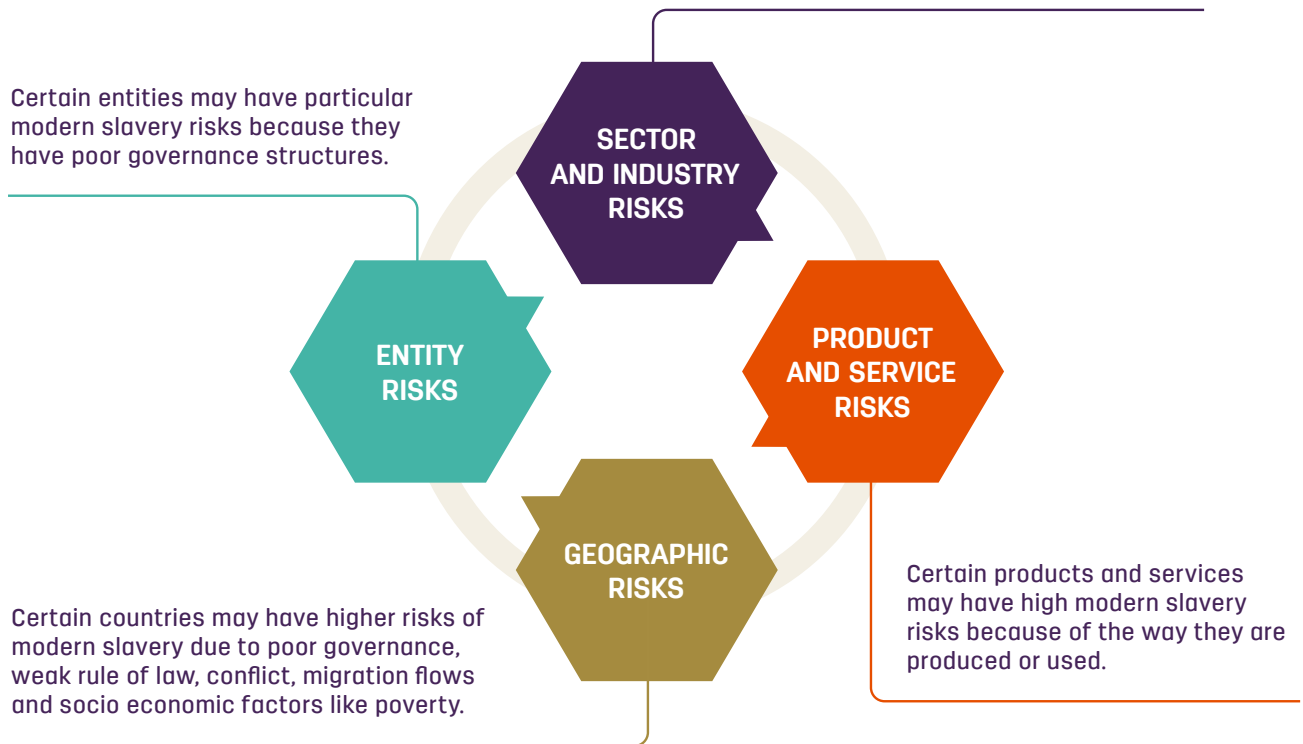 Certain entities may have particular
modern slavery risks because they
have poor governance structures.
SECTOR
AND INDUSTRY
RISKS
ENTITY
RISKS
PRODUCT
AND SERVICE
RISKS
GEOGRAPHIC
RISKS
Certain countries may have higher risks of
modern slavery due to poor governance,
weak rule of law, conflict, migration flows
and socio economic factors like poverty.
Certain products and services
may have high modern slavery
risks because of the way they are
produced or used.